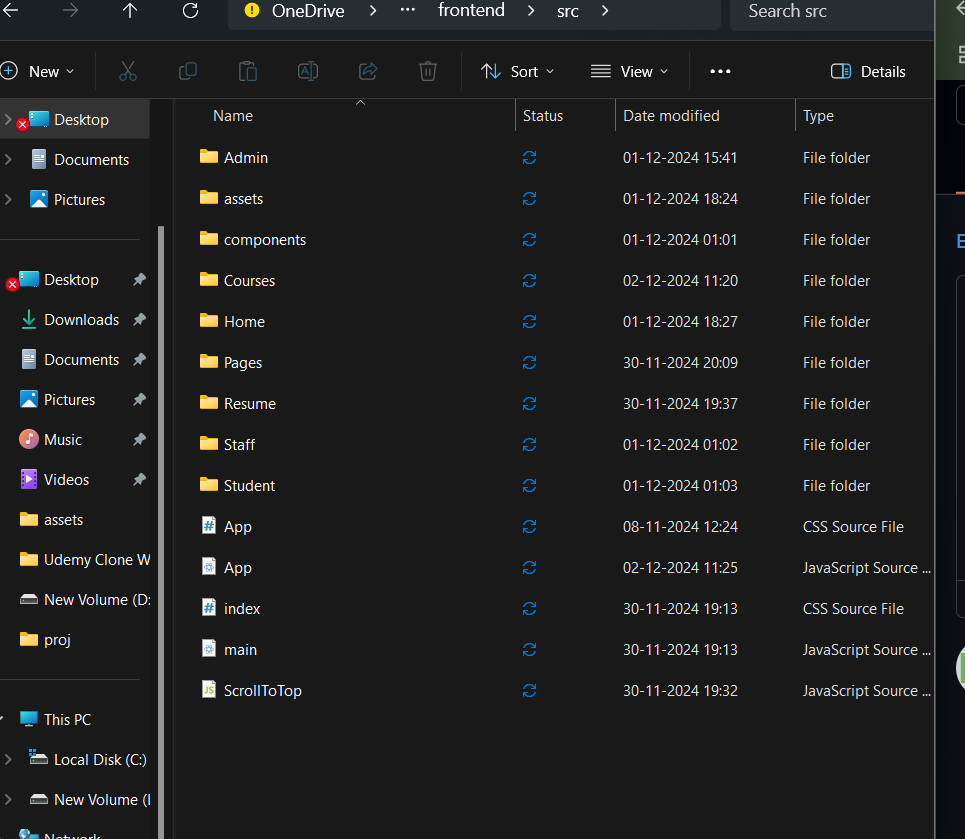 OneDrive > ... frontend > src > Search src
New Sort View ... Details
Name Status Date modified Type
Desktop
Documents
Pictures
Desktop
Downloads
Documents
Pictures
Music
Videos
assets
Udemy Clone W
New Volume (D:
proj
This PC
Local Disk (C:)
New Volume (
Network
Admin 01-12-2024 15:41 File folder
assets 01-12-2024 18:24 File folder
components 01-12-2024 01:01 File folder
Courses 02-12-2024 11:20 File folder
Home 01-12-2024 18:27 File folder
Pages 30-11-2024 20:09 File folder
Resume 30-11-2024 19:37 File folder
Staff 01-12-2024 01:02 File folder
Student 01-12-2024 01:03 File folder
App 08-11-2024 12:24 CSS Source File
App 02-12-2024 11:25 JavaScript Source ...
index 30-11-2024 19:13 CSS Source File
main 30-11-2024 19:13 JavaScript Source ...
JS ScrollToTop 30-11-2024 19:32 JavaScript Source ...